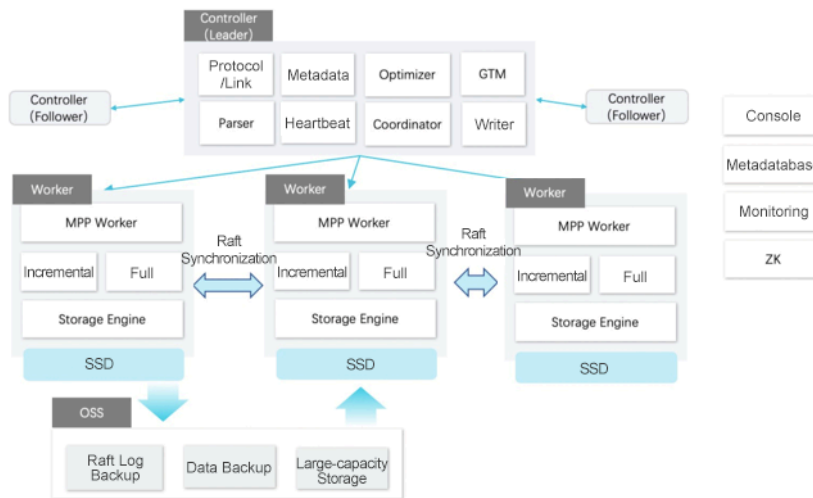 Controller
(Leader)
Protocol
/Link
Metadata
Optimizer
GTM
Parser
Heartbeat
Coordinator
Writer
Controller
(Follower)
Controller
(Follower)
Console
Metadatabase
Monitoring
ZK
Worker
MPP Worker
Incremental
Full
Storage Engine
SSD
Raft
Synchronization
Worker
MPP Worker
Incremental
Full
Storage Engine
SSD
Raft
Synchronization
Worker
MPP Worker
Incremental
Full
Storage Engine
SSD
OSS
Raft Log
Backup
Data Backup
Large-capacity
Storage